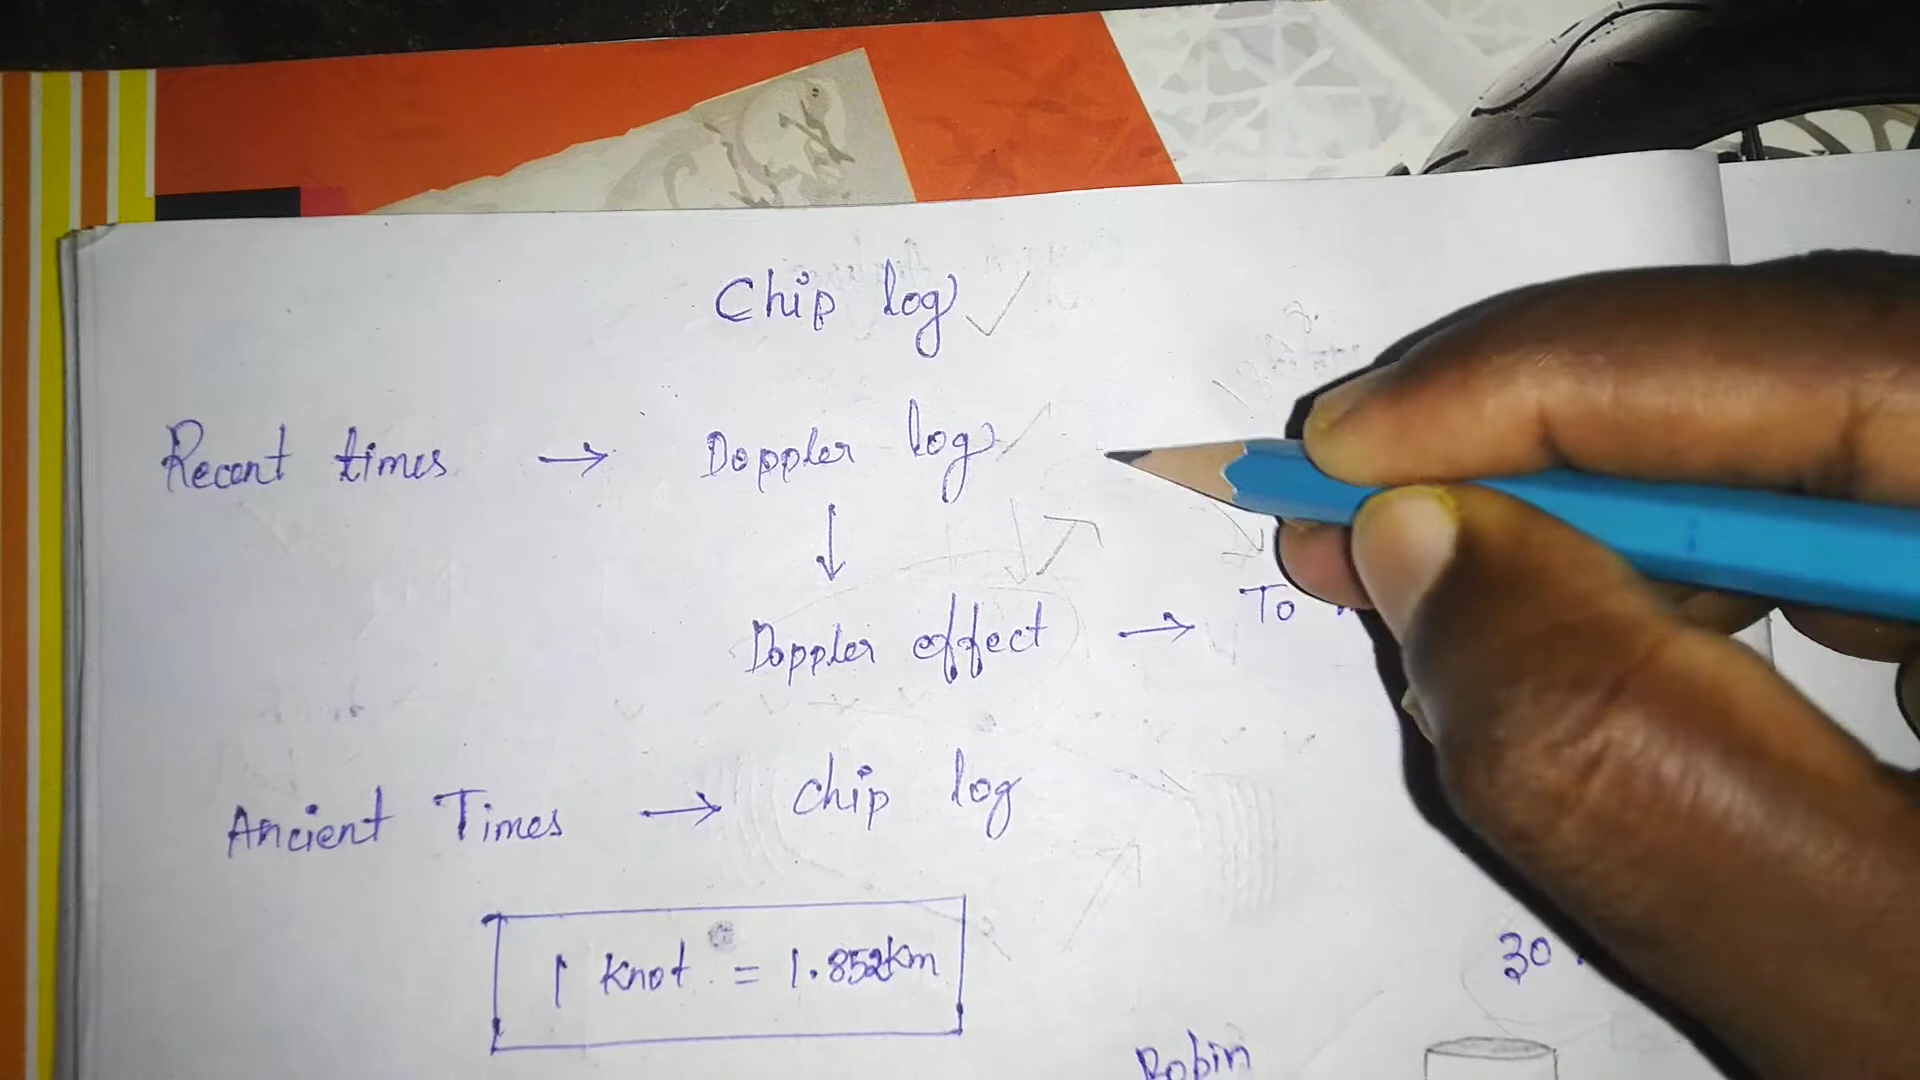 Chip log
Recent times → Doppler log
↓
Doppler effect → To
Ancient Times → chip log
1 Knot = 1.852km
30
Robin